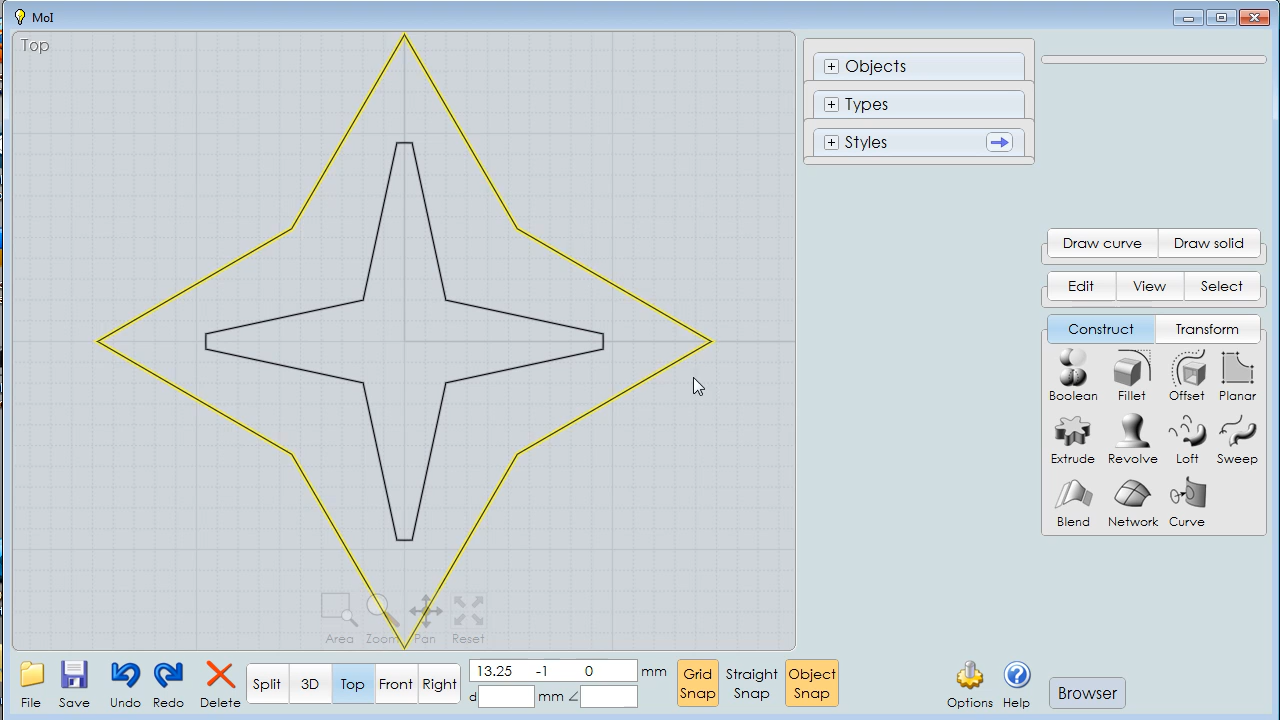 MoI
Top
Objects
Types
Styles
Draw curve Draw solid
Edit View Select
Construct Transform
Boolean Fillet Offset Planar
Extrude Revolve Loft Sweep
Blend Network Curve
Area Zoom Pan Reset
File Save Undo Redo Delete
Split 3D Top Front Right
13.25 -1 0 mm
d mm ∠
Grid Snap
Straight Snap
Object Snap
Options Help
Browser